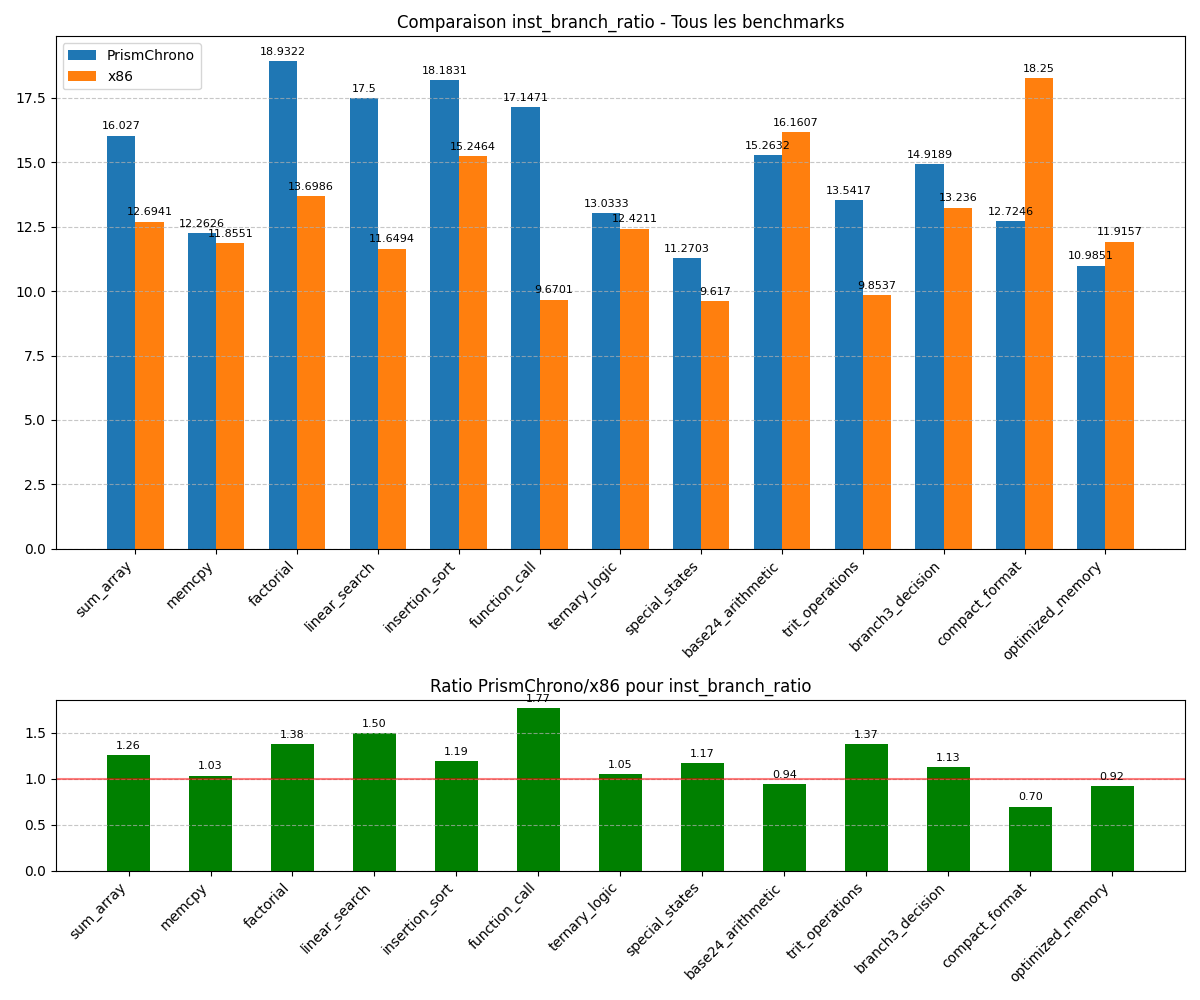 Comparaison inst_branch_ratio - Tous les benchmarks
PrismChrono
x86
17.5
15.0
12.5
10.0
7.5
5.0
2.5
0.0
16.027
12.6941
12.2626
11.8551
18.9322
13.6986
17.5
11.6494
18.1831
15.2464
17.1471
9.6701
13.0333
12.4211
11.2703
9.617
15.2632
16.1607
13.5417
9.8537
14.9189
13.236
12.7246
18.25
10.9851
11.9157
sum_array
memcpy
factorial
linear_search
insertion_sort
function_call
ternary_logic
special_states
base24_arithmetic
trit_operations
branch3_decision
compact_format
optimized_memory
Ratio PrismChrono/x86 pour inst_branch_ratio
1.5
1.0
0.5
0.0
1.26
1.03
1.38
1.50
1.19
1.77
1.05
1.17
0.94
1.37
1.13
0.70
0.92
sum_array
memcpy
factorial
linear_search
insertion_sort
function_call
ternary_logic
special_states
base24_arithmetic
trit_operations
branch3_decision
compact_format
optimized_memory